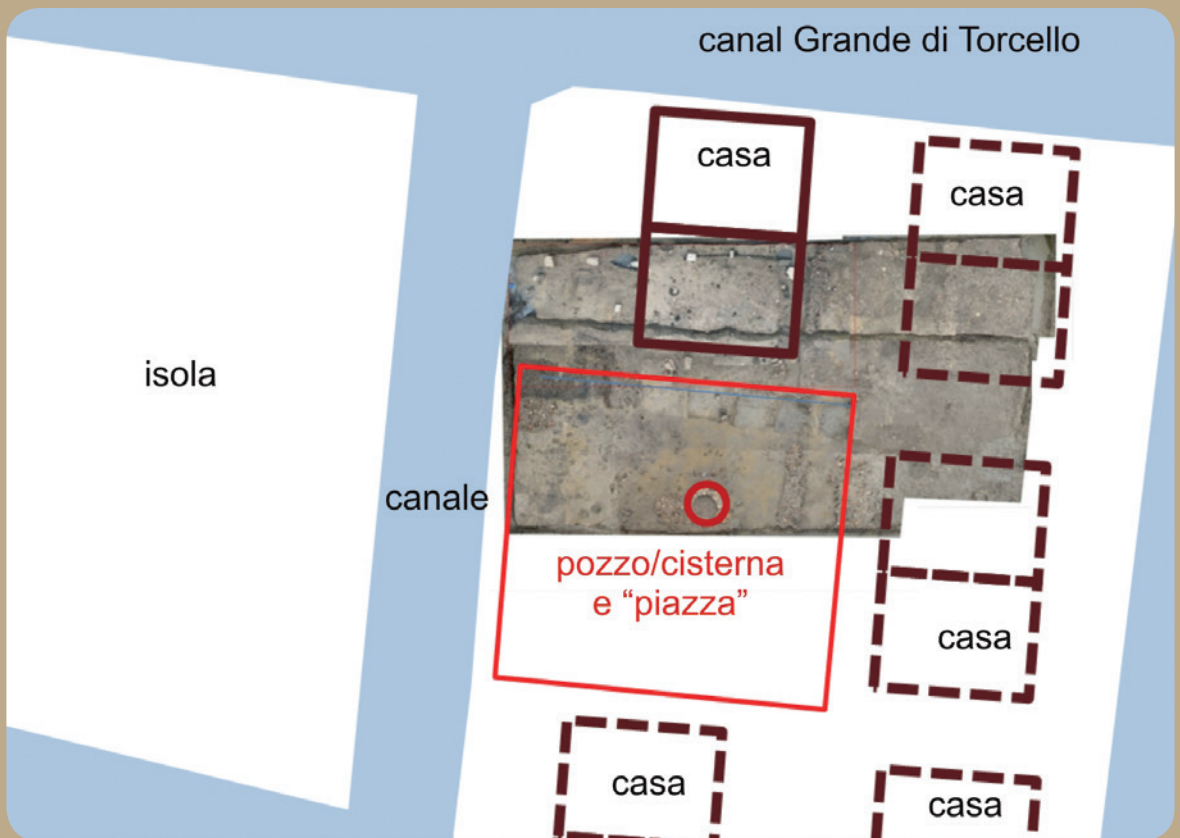 canal Grande di Torcello
casa
casa
isola
canale
pozzo/cisterna
e “piazza”
casa
casa
casa